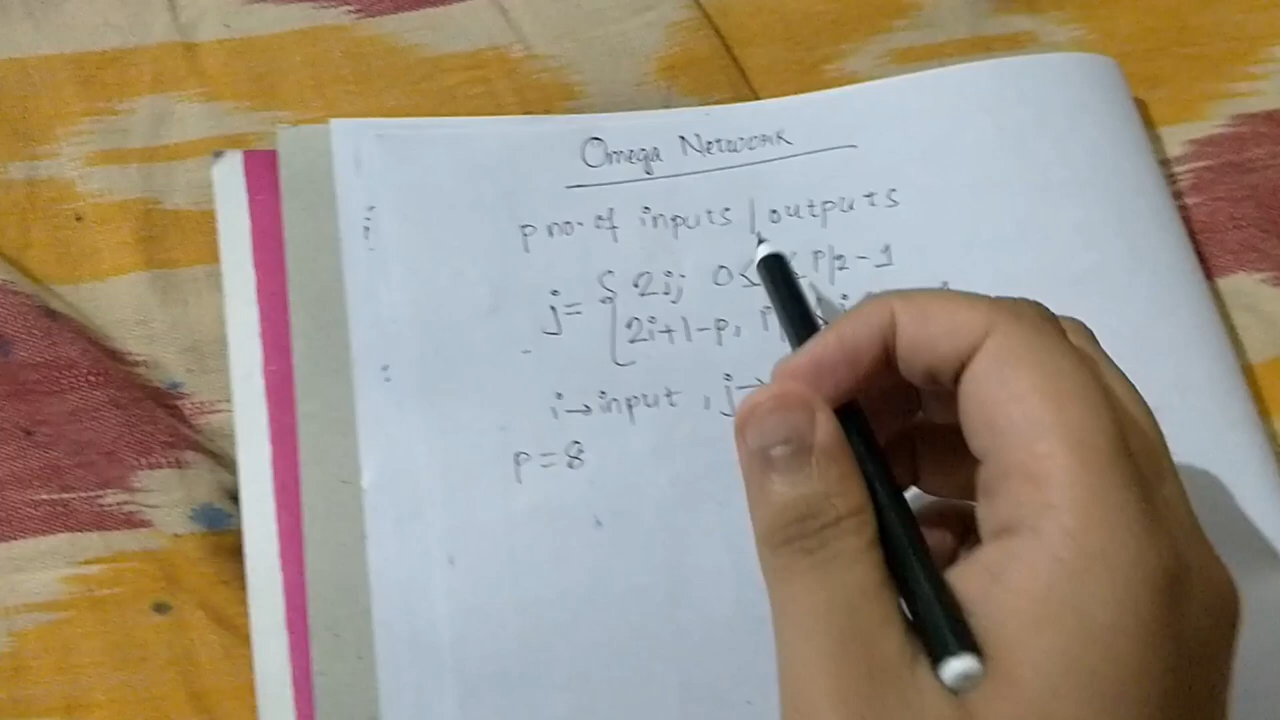 Omega Network
p no. of inputs | outputs
j = { 2i; 0 ≤ ≤ P/2 - 1
2i+1-p,
i → input , j →
p = 8